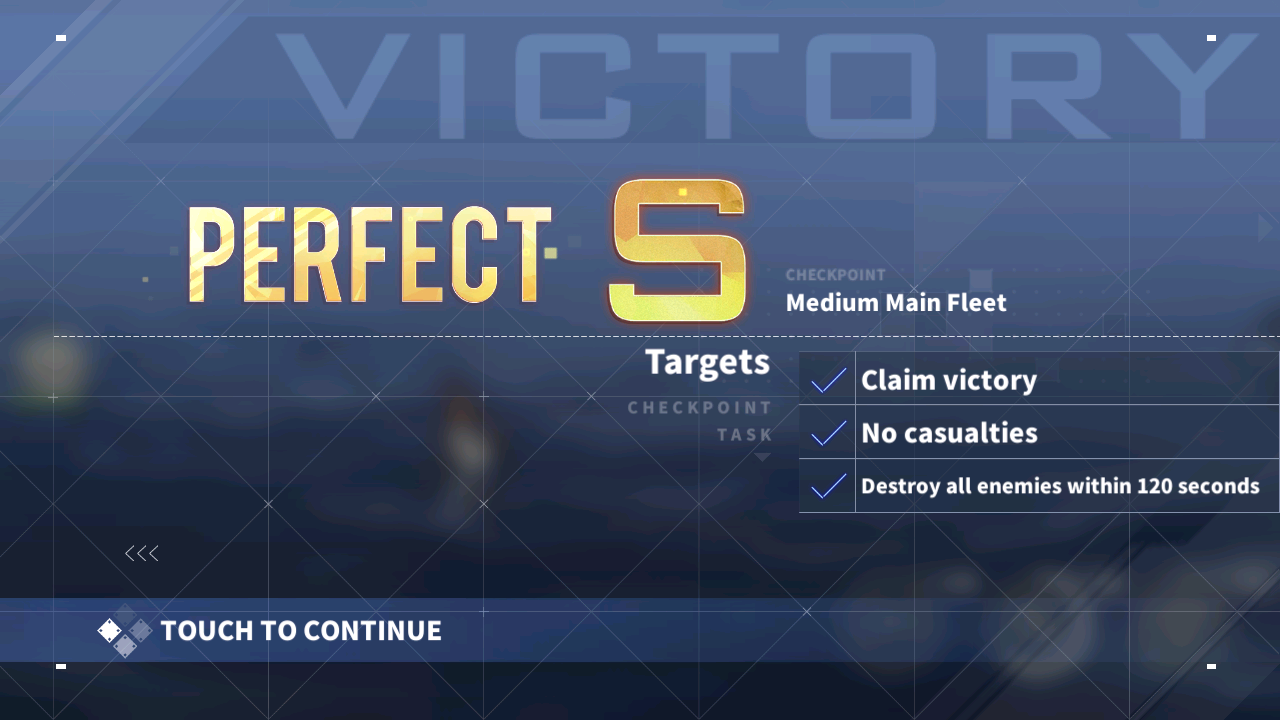 VICTORY
PERFECT S
CHECKPOINT
Medium Main Fleet
Targets
CHECKPOINT
TASK
Claim victory
No casualties
Destroy all enemies within 120 seconds
TOUCH TO CONTINUE